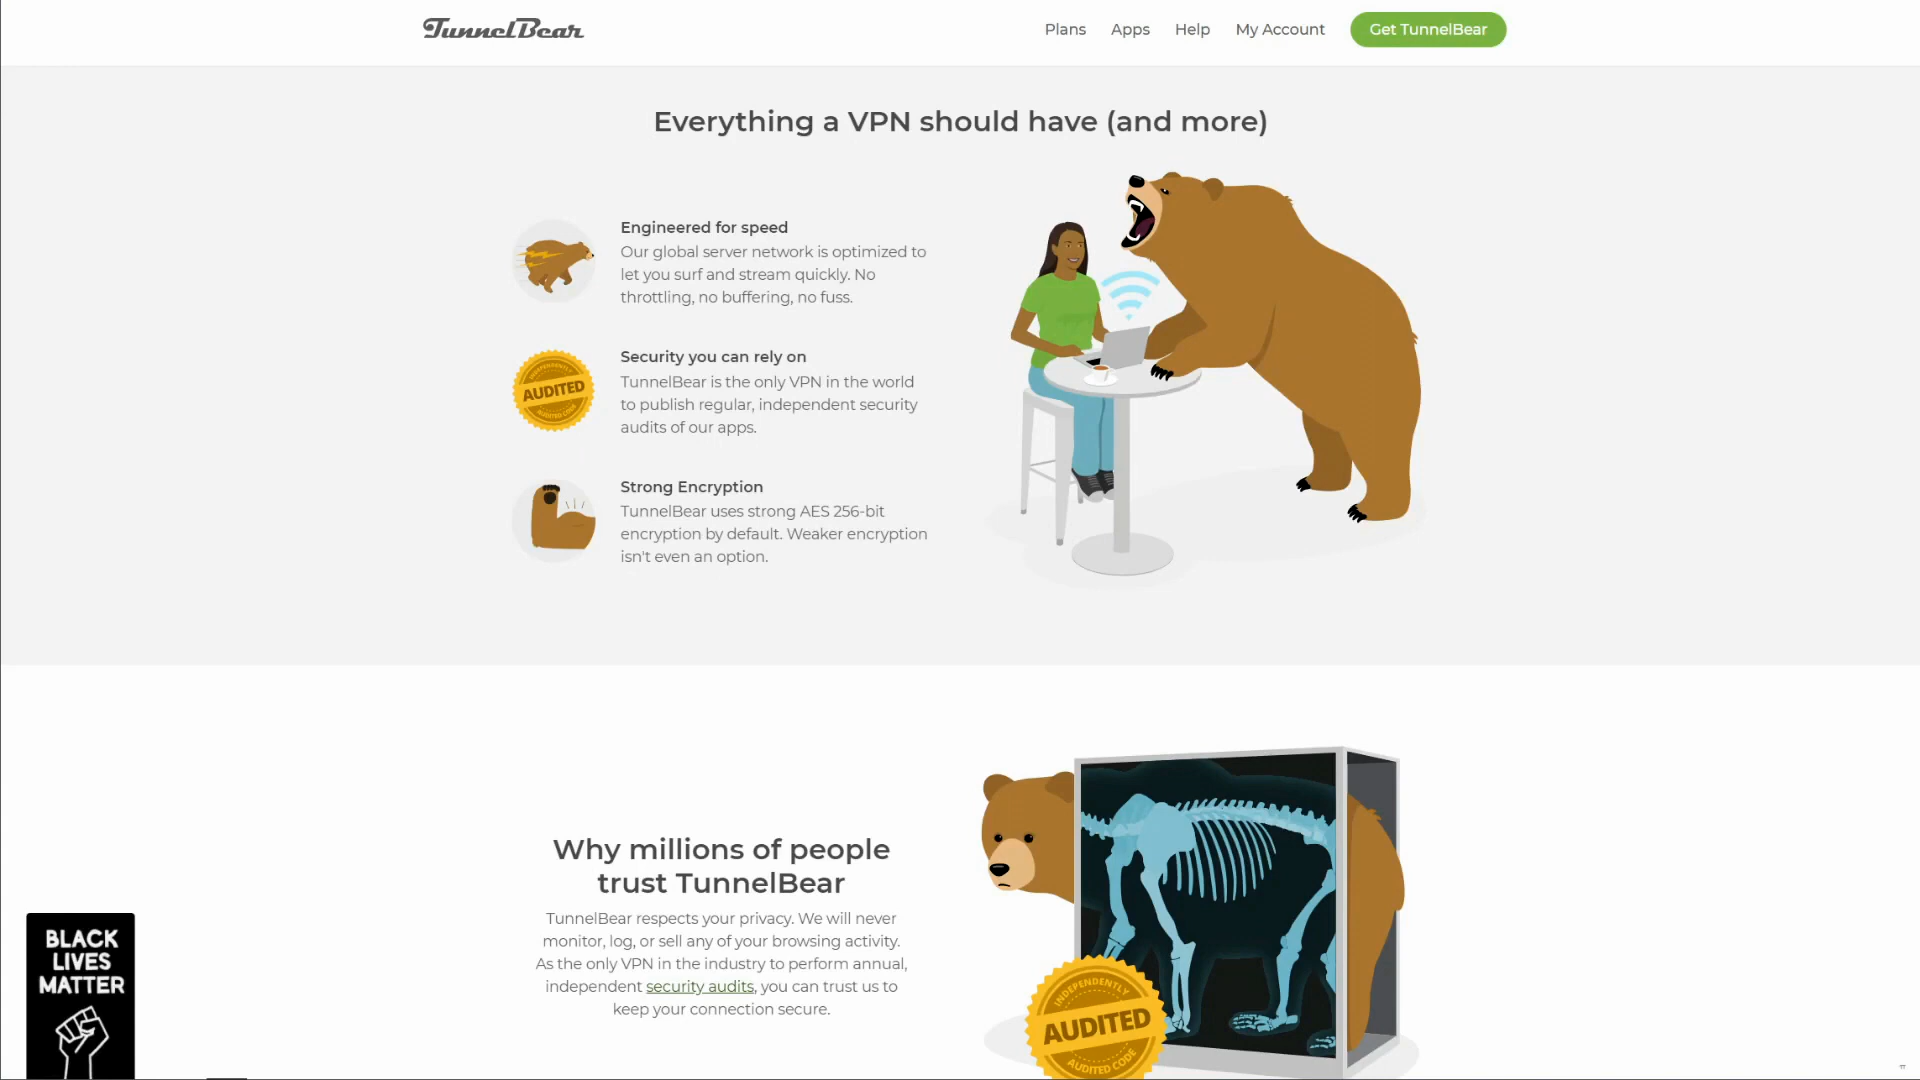 TunnelBear
Plans
Apps
Help
My Account
Get TunnelBear
Everything a VPN should have (and more)
Engineered for speed
Our global server network is optimized to
let you surf and stream quickly. No
throttling, no buffering, no fuss.
INDEPENDENTLY
AUDITED
AUDITED CODE
Security you can rely on
TunnelBear is the only VPN in the world
to publish regular, independent security
audits of our apps.
Strong Encryption
TunnelBear uses strong AES 256-bit
encryption by default. Weaker encryption
isn't even an option.
Why millions of people
trust TunnelBear
TunnelBear respects your privacy. We will never
monitor, log, or sell any of your browsing activity.
As the only VPN in the industry to perform annual,
independent security audits, you can trust us to
keep your connection secure.
INDEPENDENTLY
AUDITED
AUDITED CODE
BLACK
LIVES
MATTER